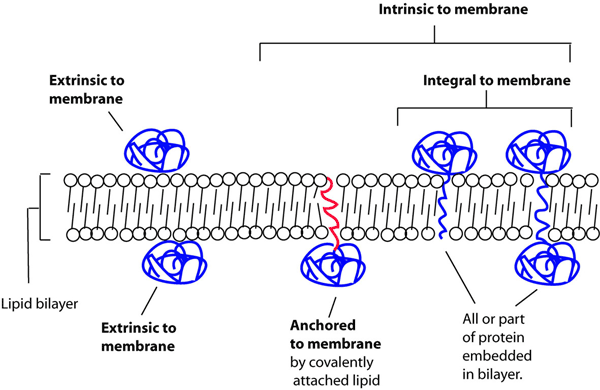 Intrinsic to membrane
Integral to membrane
Extrinsic to
membrane
Lipid bilayer
Extrinsic to
membrane
Anchored
to membrane
by covalently
attached lipid
All or part
of protein
embedded
in bilayer.